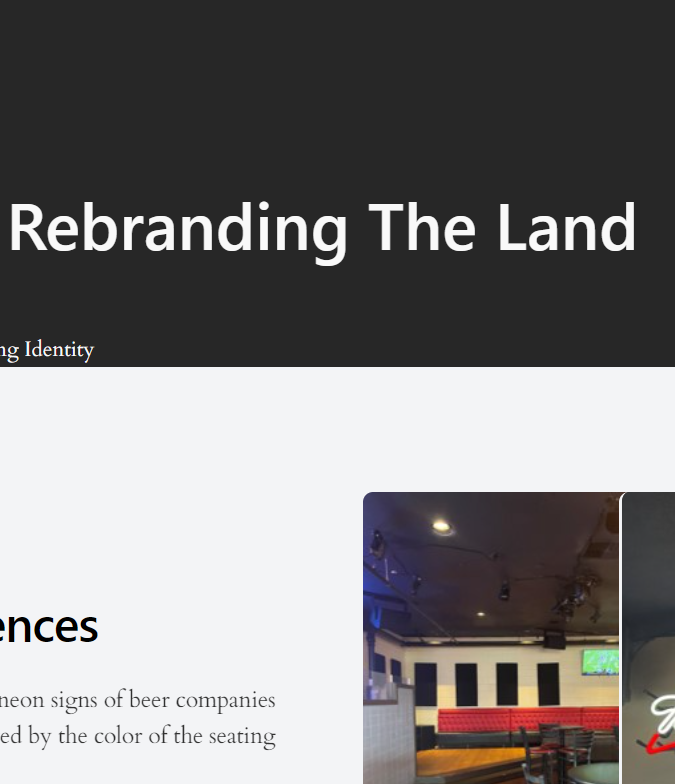 Rebranding The Land
ng Identity
ences
neon signs of beer companies
ed by the color of the seating